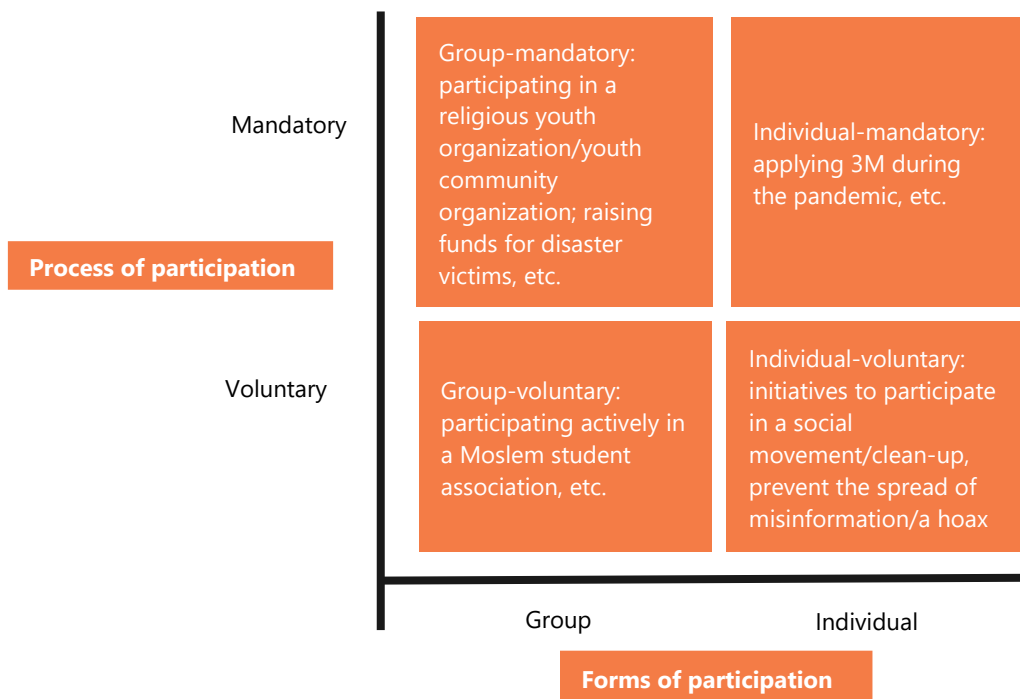 Mandatory
Group-mandatory:
participating in a
religious youth
organization/youth
community
organization; raising
funds for disaster
victims, etc.
Individual-mandatory:
applying 3M during
the pandemic, etc.
Process of participation
Voluntary
Group-voluntary:
participating actively in
a Moslem student
association, etc.
Individual-voluntary:
initiatives to participate
in a social
movement/clean-up,
prevent the spread of
misinformation/a hoax
Group
Individual
Forms of participation